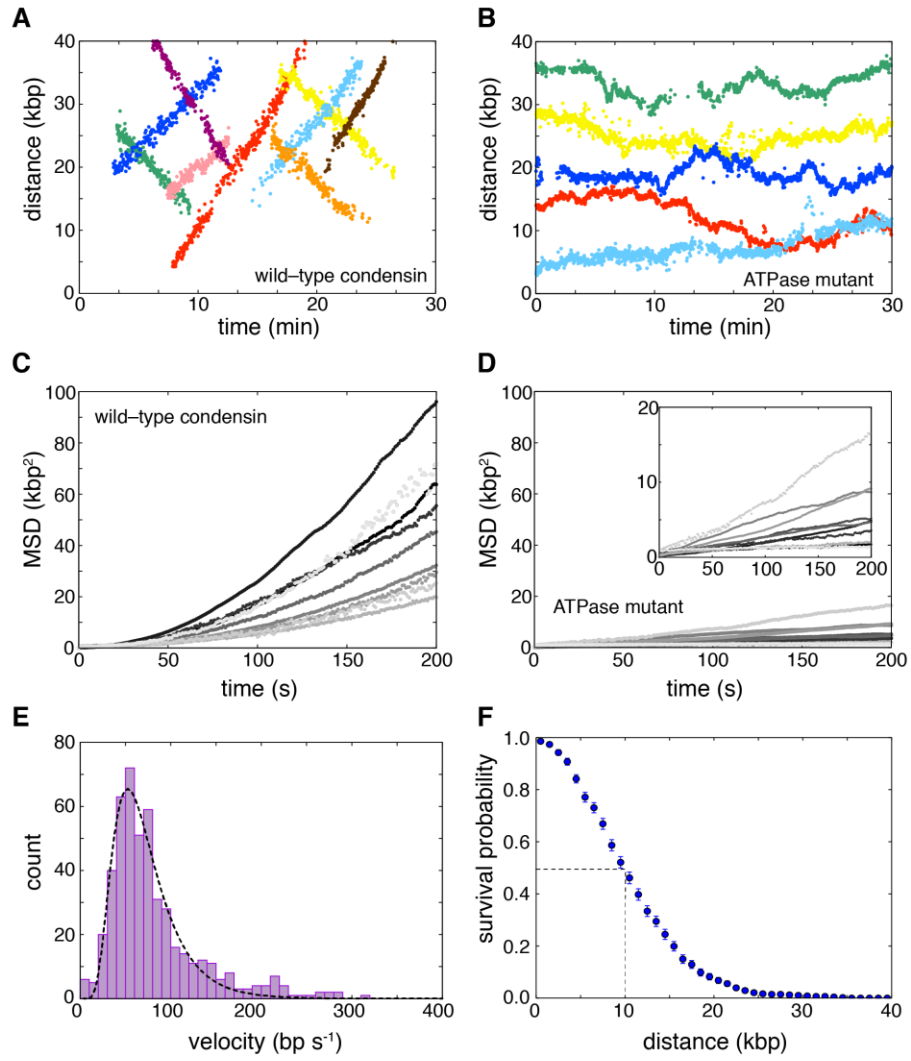 A
40
30
20
10
0
distance (kbp)
wild–type condensin
0 10 20 30
time (min)
B
40
30
20
10
0
distance (kbp)
ATPase mutant
0 10 20 30
time (min)
C
100
80
60
40
20
0
MSD (kbp²)
wild–type condensin
0 50 100 150 200
time (s)
D
100
80
60
40
20
0
MSD (kbp²)
20
10
0
0 50 100 150 200
ATPase mutant
0 50 100 150 200
time (s)
E
80
60
40
20
0
count
0 100 200 300 400
velocity (bp s⁻¹)
F
1.0
0.8
0.6
0.4
0.2
0.0
survival probability
0 10 20 30 40
distance (kbp)